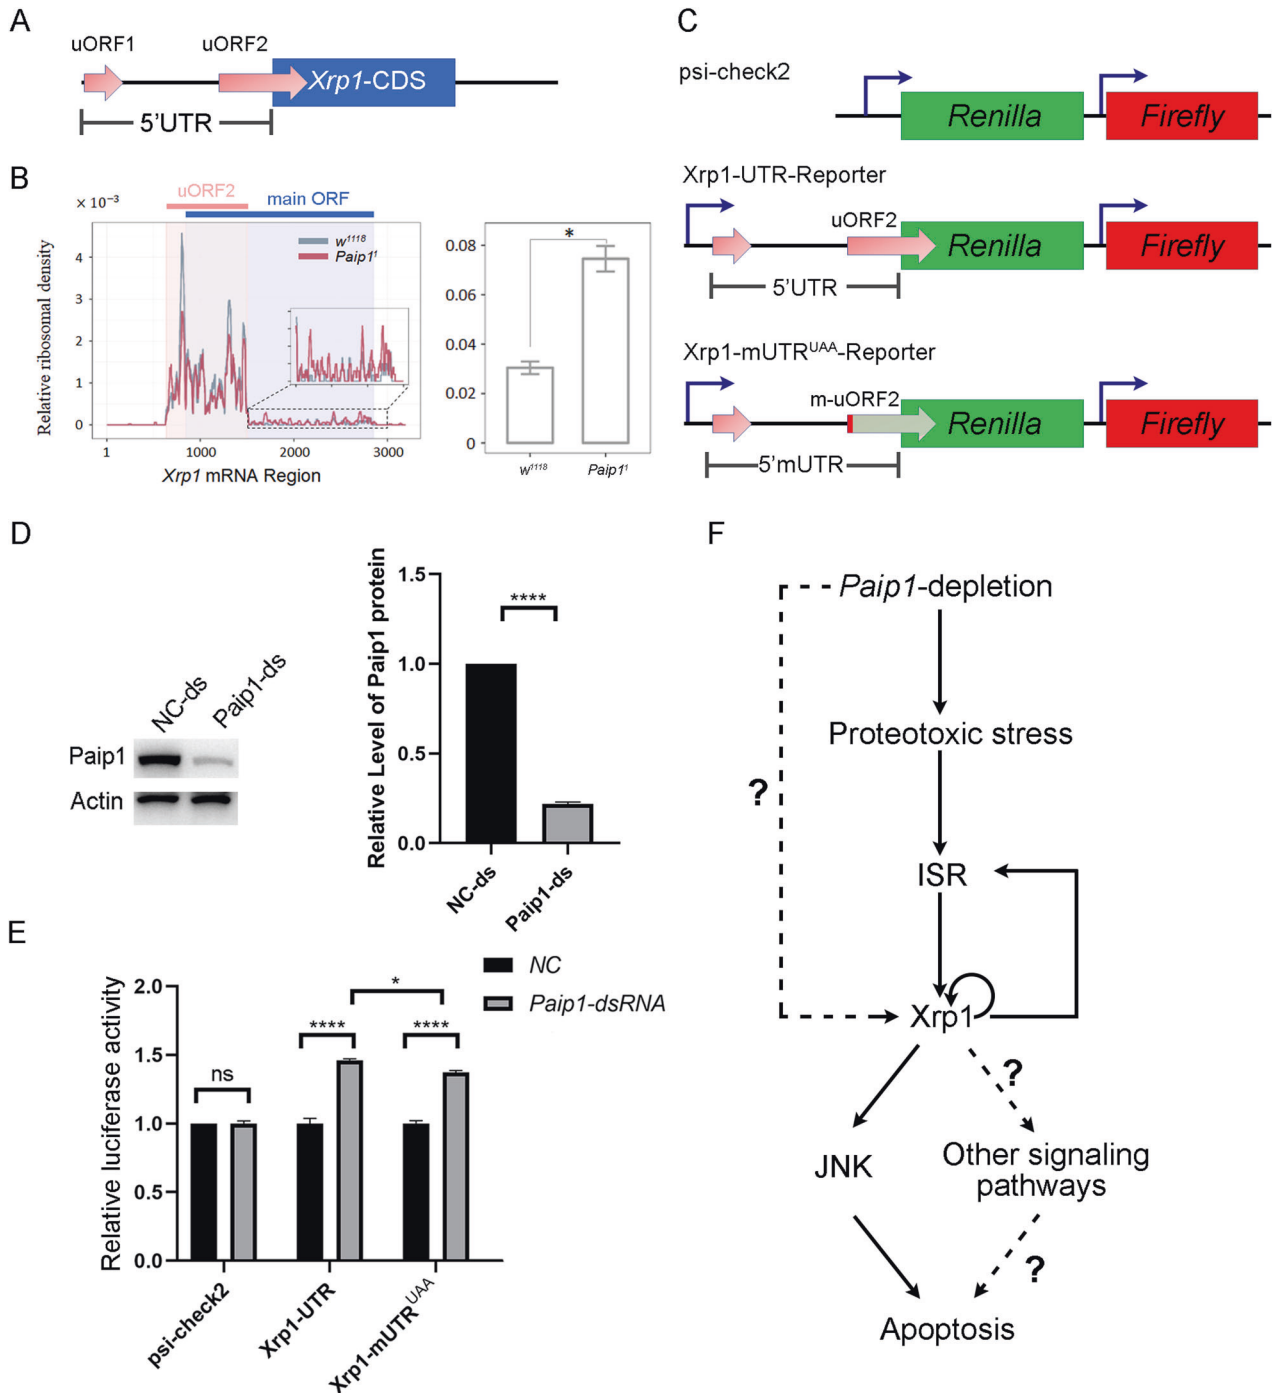 A
uORF1
uORF2
Xrp1-CDS
5'UTR
B
uORF2
main ORF
× 10⁻³
w¹¹¹⁸
Paip1¹
Relative ribosomal density
4
3
2
1
0
1
1000
2000
3000
Xrp1 mRNA Region
*
0.08
0.06
0.04
0.02
0
w¹¹¹⁸
Paip1¹
C
psi-check2
Renilla
Firefly
Xrp1-UTR-Reporter
uORF2
Renilla
Firefly
5'UTR
Xrp1-mUTRᵁᴬᴬ-Reporter
m-uORF2
Renilla
Firefly
5'mUTR
D
NC-ds
Paip1-ds
Paip1
Actin
Relative Level of Paip1 protein
1.5
1.0
0.5
0.0
****
NC-ds
Paip1-ds
E
NC
Paip1-dsRNA
Relative luciferase activity
2.0
1.5
1.0
0.5
0.0
ns
****
*
****
psi-check2
Xrp1-UTR
Xrp1-mUTRᵁᴬᴬ
F
Paip1-depletion
Proteotoxic stress
?
ISR
Xrp1
?
JNK
Other signaling
pathways
?
Apoptosis